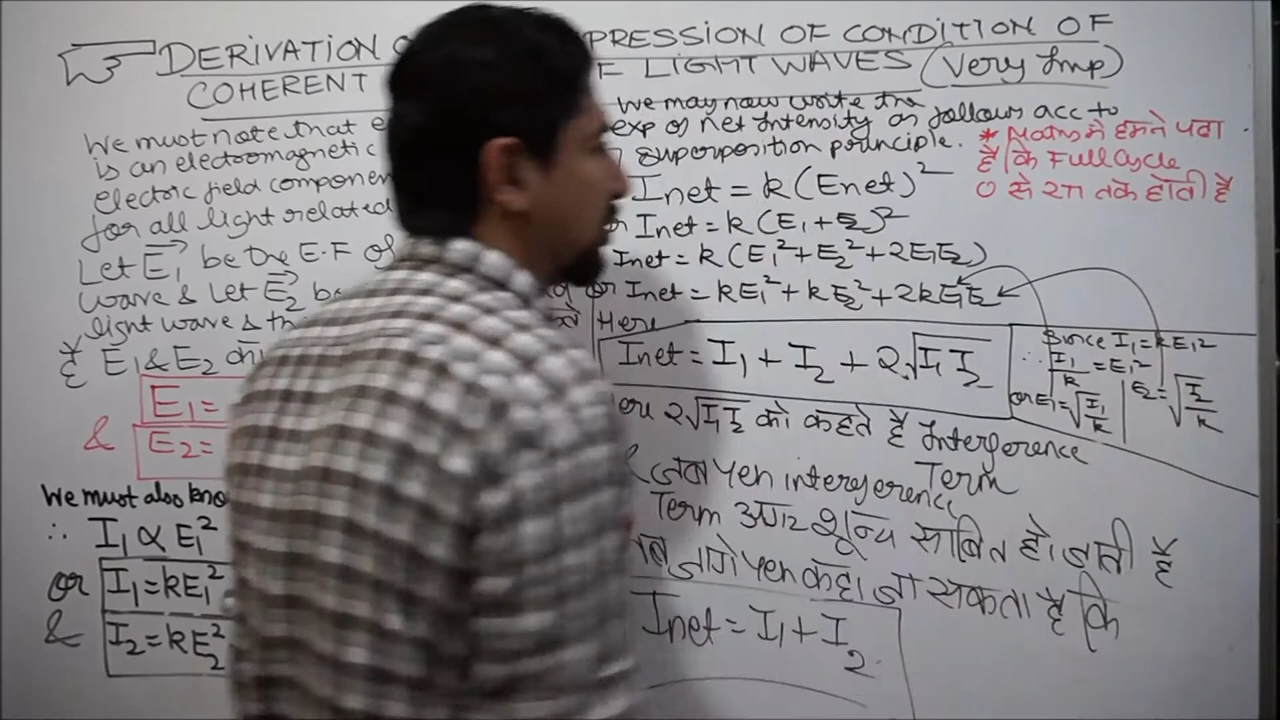 DERIVATION O PRESSION OF CONDITION OF
COHERENT F LIGHT WAVES (Very Imp)
We must note that e
is an electromagnetic
electric field componen
for all light related
Let E₁ be the E.F of
wave & let E₂ be
light wave & th
है E₁ & E₂
E₁ =
& E₂ =
We must also kno
∴ I₁ ∝ E₁²
or I₁ = kE₁²
& I₂ = kE₂²
we may now write the
exp of net Intensity as follows acc to
superposition principle.
Inet = k(Enet)²
or Inet = k(E₁ + E₂)²
Inet = k(E₁² + E₂² + 2E₁E₂)
or Inet = kE₁² + kE₂² + 2kE₁E₂
Here
Inet = I₁ + I₂ + 2√I₁I₂
2√I₁I₂ को कहते है Interference
Term
जब yeh interference
Term अगर शून्य साबित हो जाती है
yeh कहा जा सकता है कि
Inet = I₁ + I₂.
* Maths में हमने पढा
है कि Full Cycle
0 से 2π तक होती है
Since I₁ = kE₁²
∴ I₁/k = E₁²
or E₁ = √I₁/k
E₂ = √I₂/k